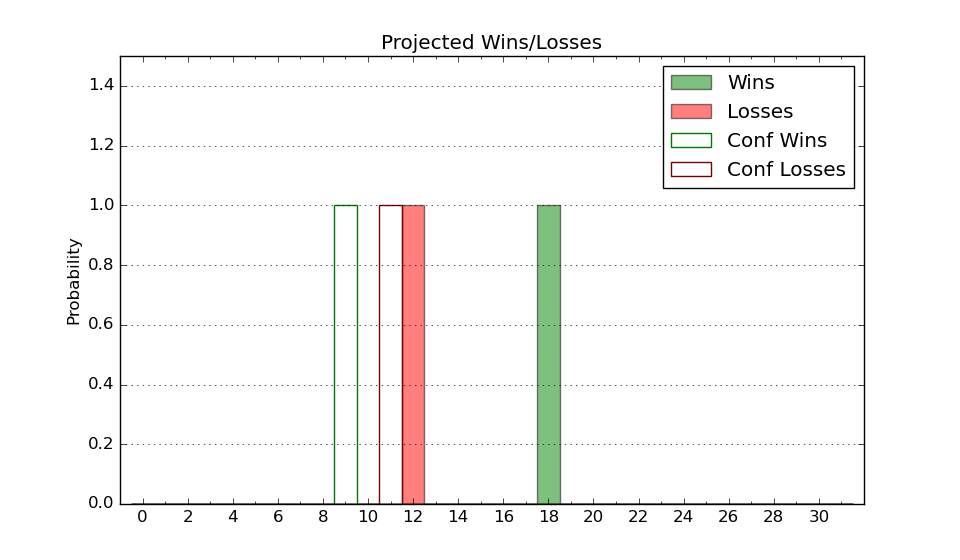 Projected Wins/Losses
Wins
Losses
Conf Wins
Conf Losses
Probability
1.4
1.2
1.0
0.8
0.6
0.4
0.2
0.0
0 2 4 6 8 10 12 14 16 18 20 22 24 26 28 30